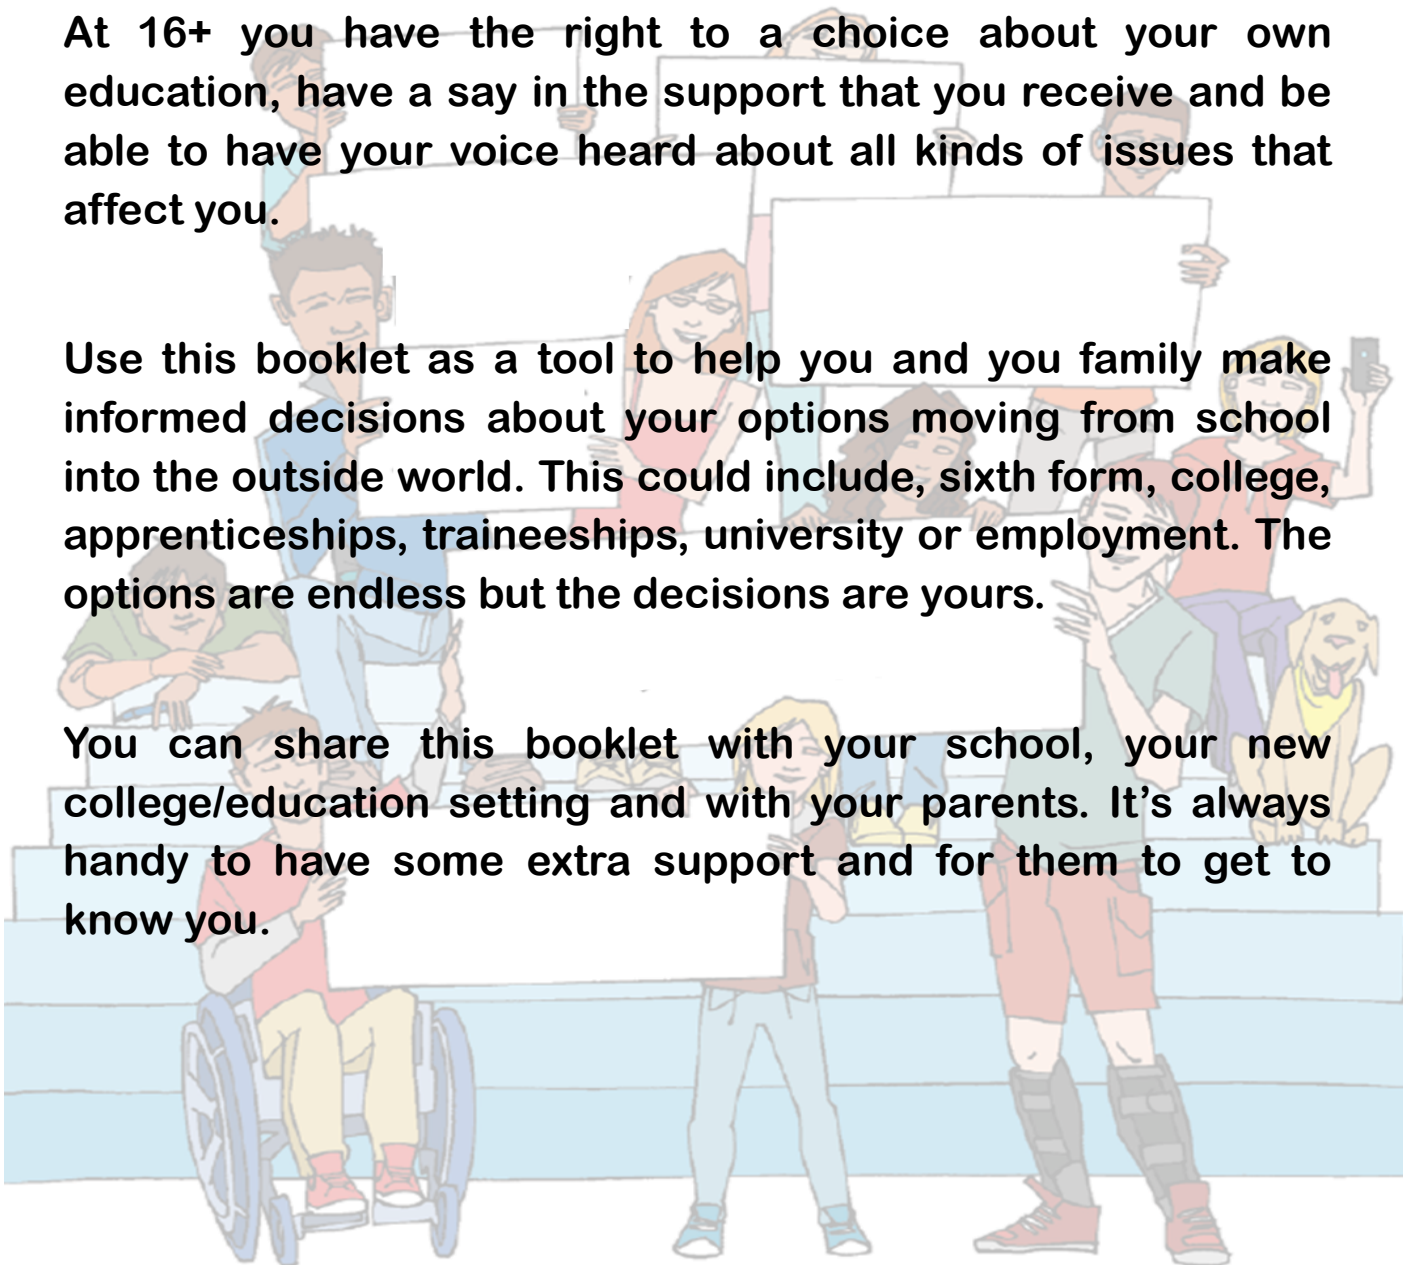 At 16+ you have the right to a choice about your own
education, have a say in the support that you receive and be
able to have your voice heard about all kinds of issues that
affect you.
Use this booklet as a tool to help you and you family make
informed decisions about your options moving from school
into the outside world. This could include, sixth form, college,
apprenticeships, traineeships, university or employment. The
options are endless but the decisions are yours.
You can share this booklet with your school, your new
college/education setting and with your parents. It’s always
handy to have some extra support and for them to get to
know you.